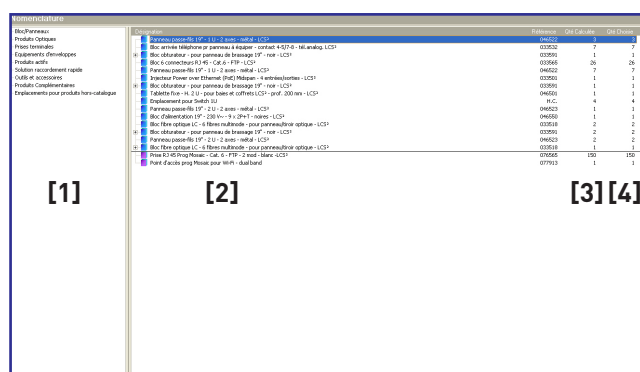 Nomenclature
Bloc/Panneaux
Produits Optiques
Prises terminales
Equipements d'enveloppes
Produits actifs
Solution raccordement rapide
Outils et accessoires
Produits Complémentaires
Emplacements pour produits hors-catalogue
Désignation Référence Qté Calculée Qté Choisie
Panneau passe-fils 19" - 1 U - 2 axes - métal - LCS² 046522 3 3
Bloc arrivée téléphone pr panneau à équiper - contact 4-5/7-8 - tél.analog. LCS² 033532 7 7
Bloc obturateur - pour panneau de brassage 19" - noir - LCS² 033591 1 1
Bloc 6 connecteurs RJ 45 - Cat.6 - FTP - LCS² 033565 26 26
Panneau passe-fils 19" - 1 U - 2 axes - métal - LCS² 046522 7 7
Injecteur Power over Ethernet (PoE) Midspan - 4 entrées/sorties - LCS² 033501 1 1
Bloc obturateur - pour panneau de brassage 19" - noir - LCS² 033591 1 1
Tablette fixe - H. 2 U - pour baies et coffrets LCS² - prof. 200 mm - LCS² 046501 1 1
Emplacement pour Switch 1U H.C. 4 4
Panneau passe-fils 19" - 2 U - 2 axes - métal - LCS² 046523 1 1
Bloc d'alimentation 19" - 230 V~ - 9 x 2P+T - noires - LCS² 046550 1 1
Bloc fibre optique LC - 6 fibres multimode - pour panneau/tiroir optique - LCS² 033518 2 2
Bloc obturateur - pour panneau de brassage 19" - noir - LCS² 033591 2 2
Panneau passe-fils 19" - 2 U - 2 axes - métal - LCS² 046523 2 2
Bloc fibre optique LC - 6 fibres multimode - pour panneau/tiroir optique - LCS² 033518 1 1
Prise RJ 45 Prog Mosaic - Cat. 6 - FTP - 2 mod - blanc -LCS² 076565 150 150
Point d'accès prog Mosaic pour Wi-Fi - dual band 077913 1 1
[1] [2] [3] [4]